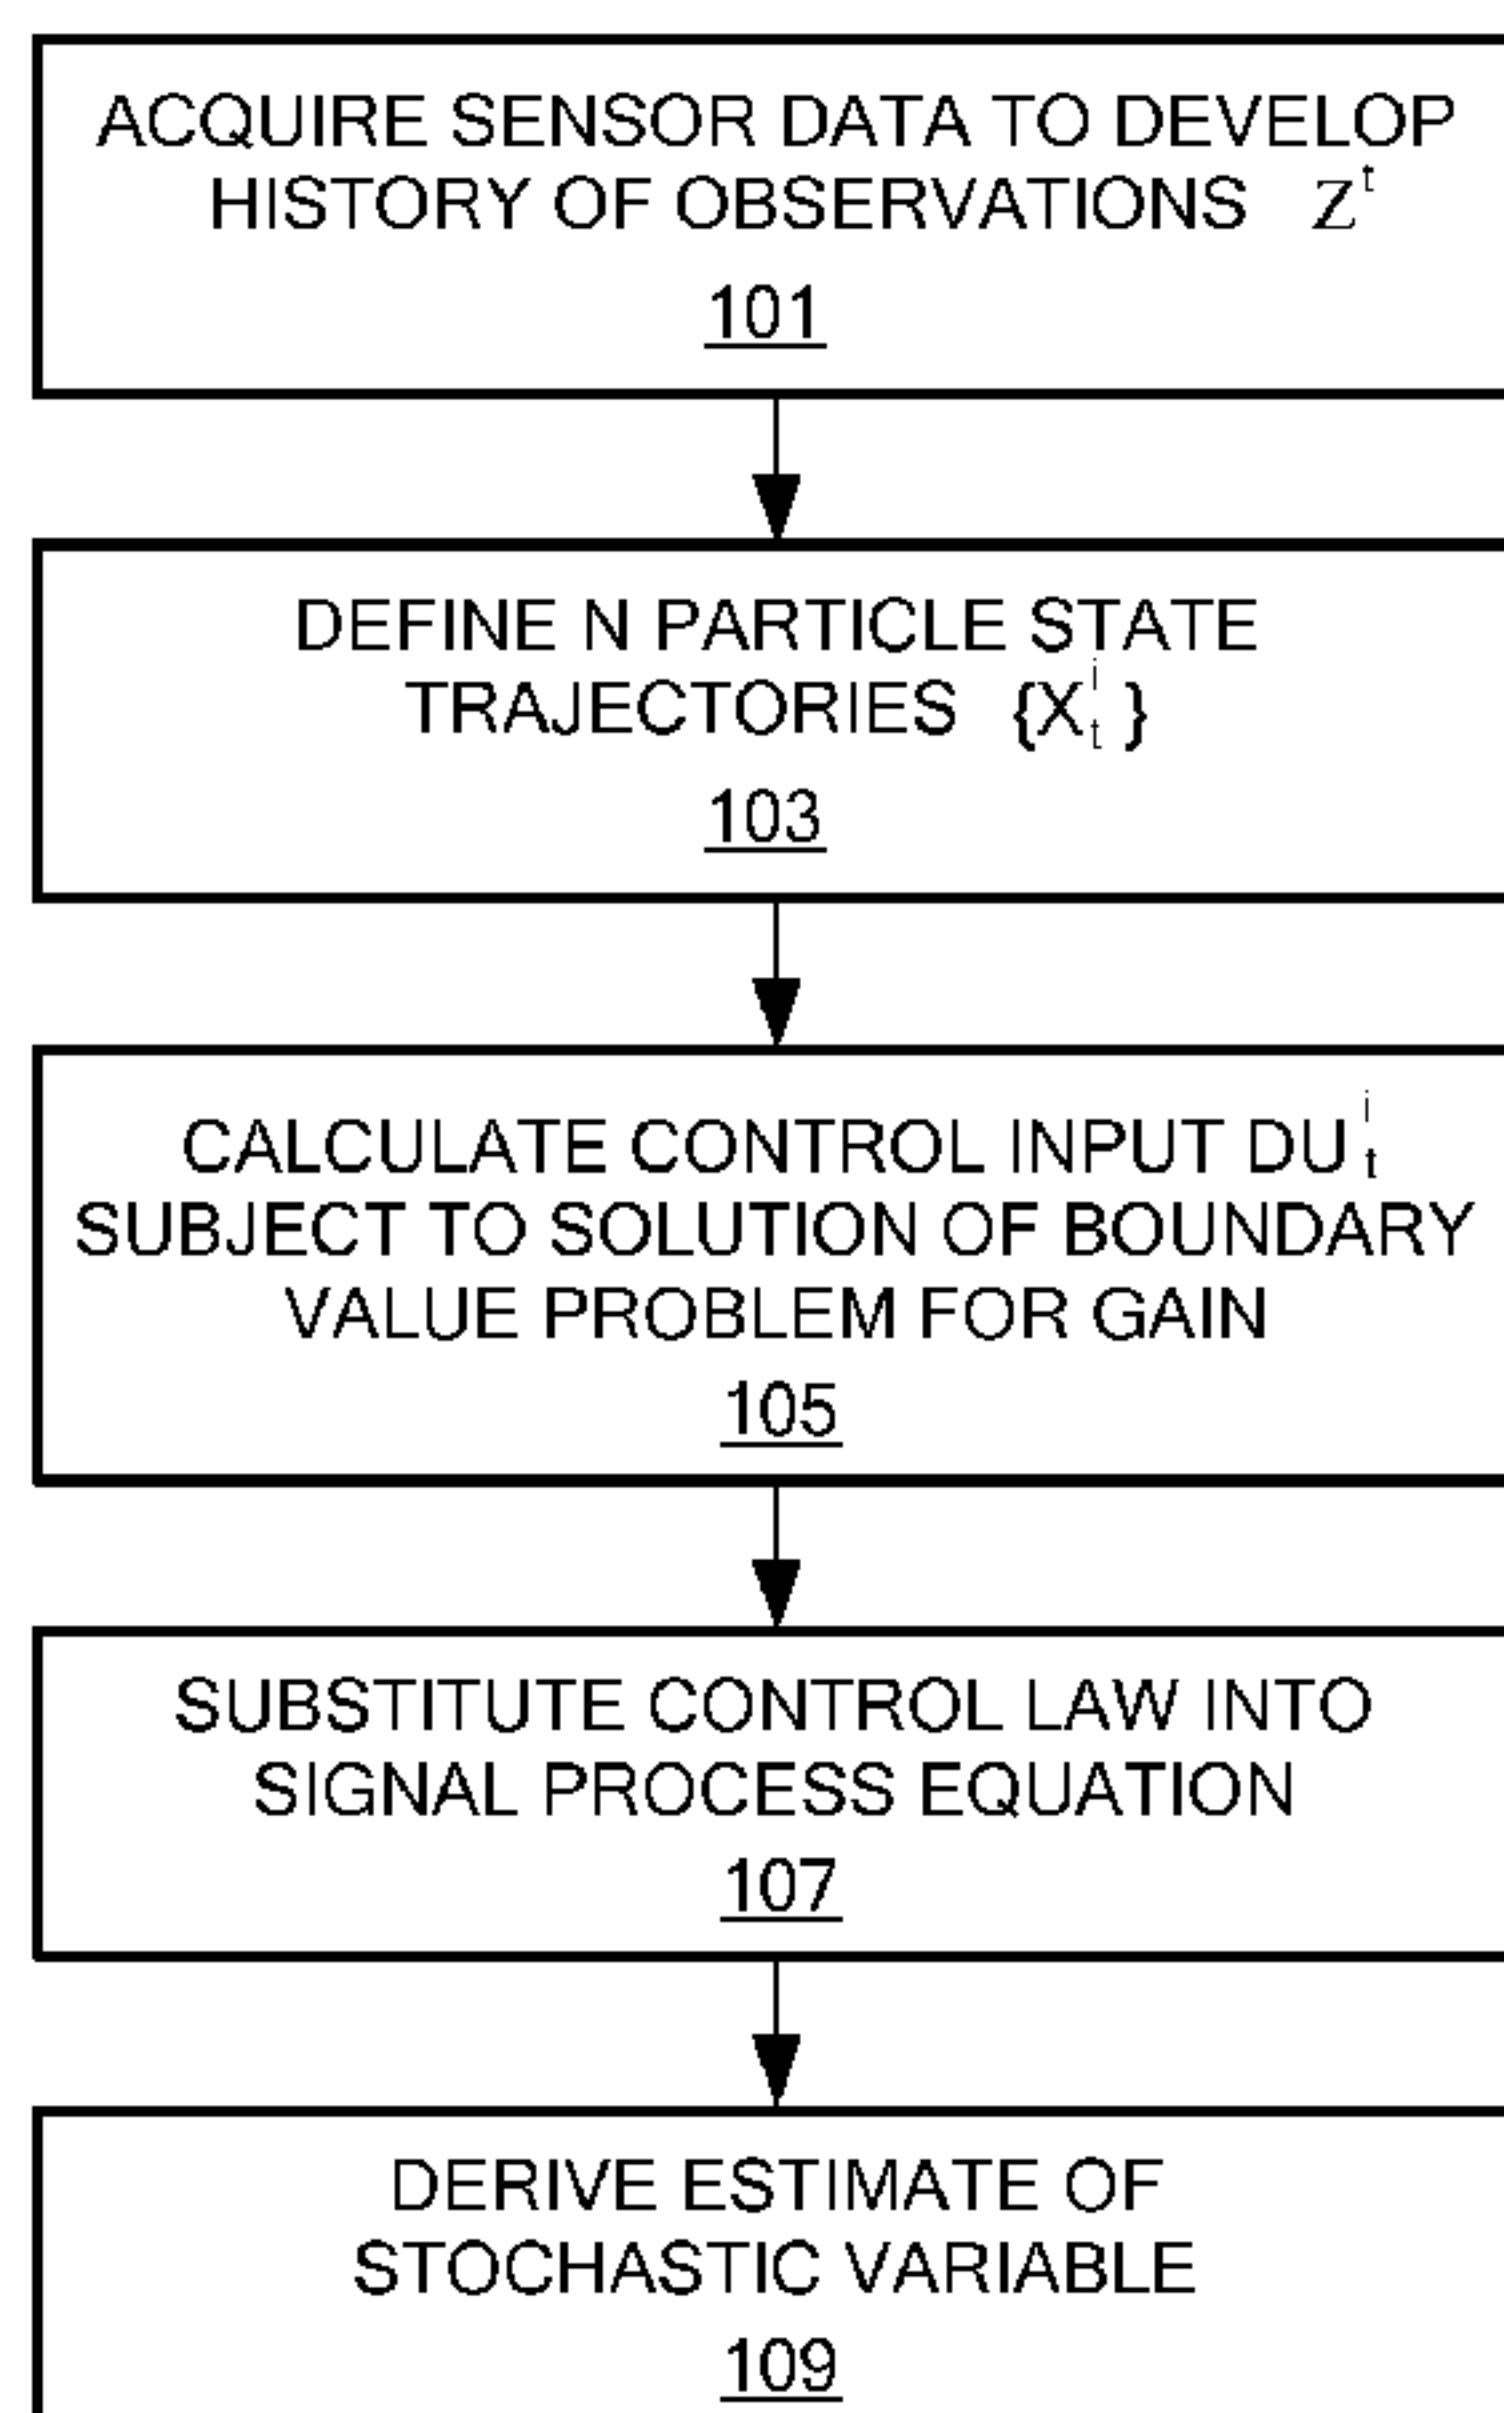 ACQUIRE SENSOR DATA TO DEVELOP
HISTORY OF OBSERVATIONS Z^t
101
DEFINE N PARTICLE STATE
TRAJECTORIES {X_t^i}
103
CALCULATE CONTROL INPUT DU_t^i
SUBJECT TO SOLUTION OF BOUNDARY
VALUE PROBLEM FOR GAIN
105
SUBSTITUTE CONTROL LAW INTO
SIGNAL PROCESS EQUATION
107
DERIVE ESTIMATE OF
STOCHASTIC VARIABLE
109